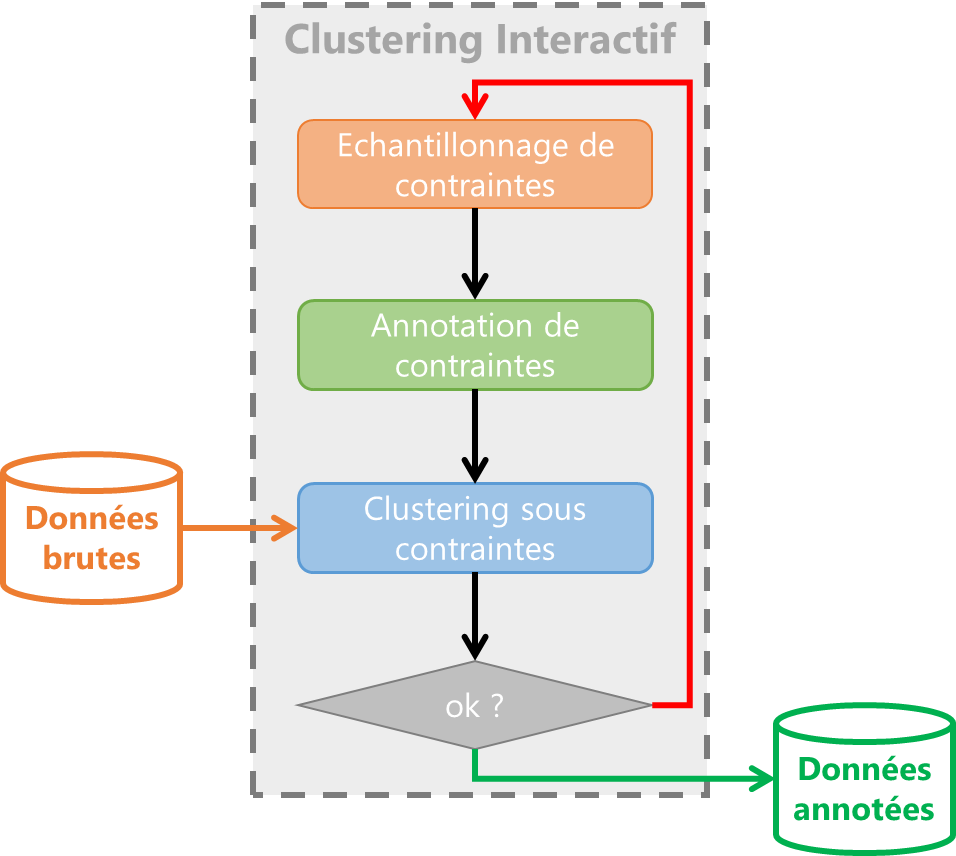 Clustering Interactif
Echantillonnage de
contraintes
Annotation de
contraintes
Données
brutes
Clustering sous
contraintes
ok ?
Données
annotées